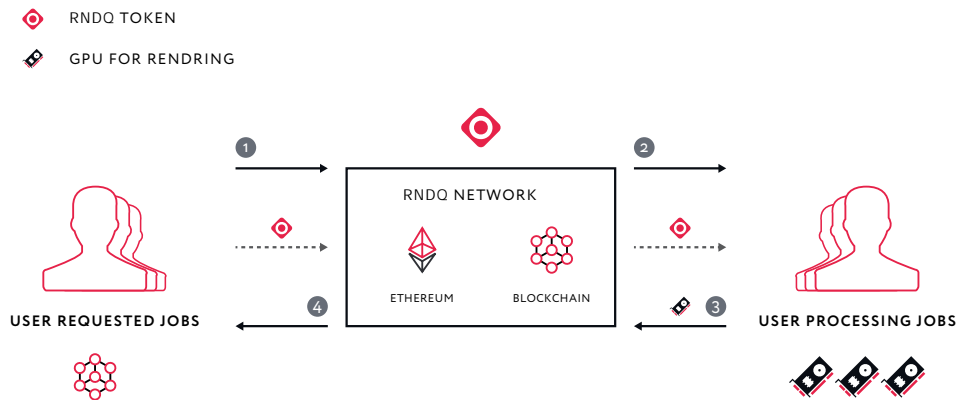 RNDQ TOKEN
GPU FOR RENDRING
1
2
RNDQ NETWORK
ETHEREUM
BLOCKCHAIN
4
3
USER REQUESTED JOBS
USER PROCESSING JOBS